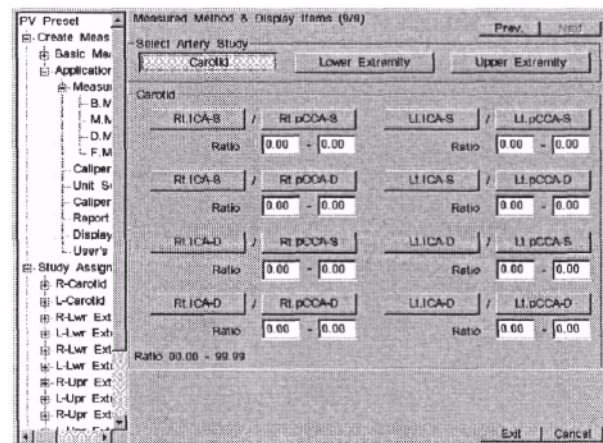 PV Preset
Create Meas
Basic Mea
Application
Measur
B.M
M.M
D.M
F.M
Caliper
Unit Se
Caliper
Report
Display
User's
Study Assign
R-Carotid
L-Carotid
R-Lwr Ext
L-Lwr Ext
R-Lwr Ext
L-Lwr Ext
R-Upr Ext
L-Upr Ext
R-Upr Ext
L-Upr Ext
Measured Method & Display Items (9/9)
Prev. Next
Select Artery Study
Carotid Lower Extremity Upper Extremity
Carotid
Rt.ICA-S / Rt.pCCA-S Lt.ICA-S / Lt.pCCA-S
Ratio 0.00 - 0.00 Ratio 0.00 - 0.00
Rt.ICA-S / Rt.pCCA-D Lt.ICA-S / Lt.pCCA-D
Ratio 0.00 - 0.00 Ratio 0.00 - 0.00
Rt.ICA-D / Rt.pCCA-S Lt.ICA-D / Lt.pCCA-S
Ratio 0.00 - 0.00 Ratio 0.00 - 0.00
Rt.ICA-D / Rt.pCCA-D Lt.ICA-D / Lt.pCCA-D
Ratio 0.00 - 0.00 Ratio 0.00 - 0.00
Ratio 00.00 - 99.99
Exit Cancel